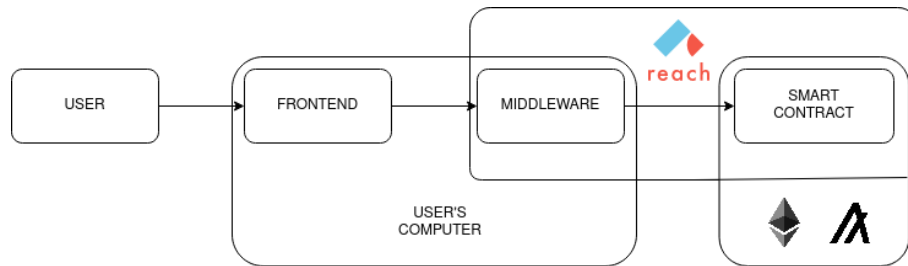 reach
USER
FRONTEND
MIDDLEWARE
SMART
CONTRACT
USER'S
COMPUTER